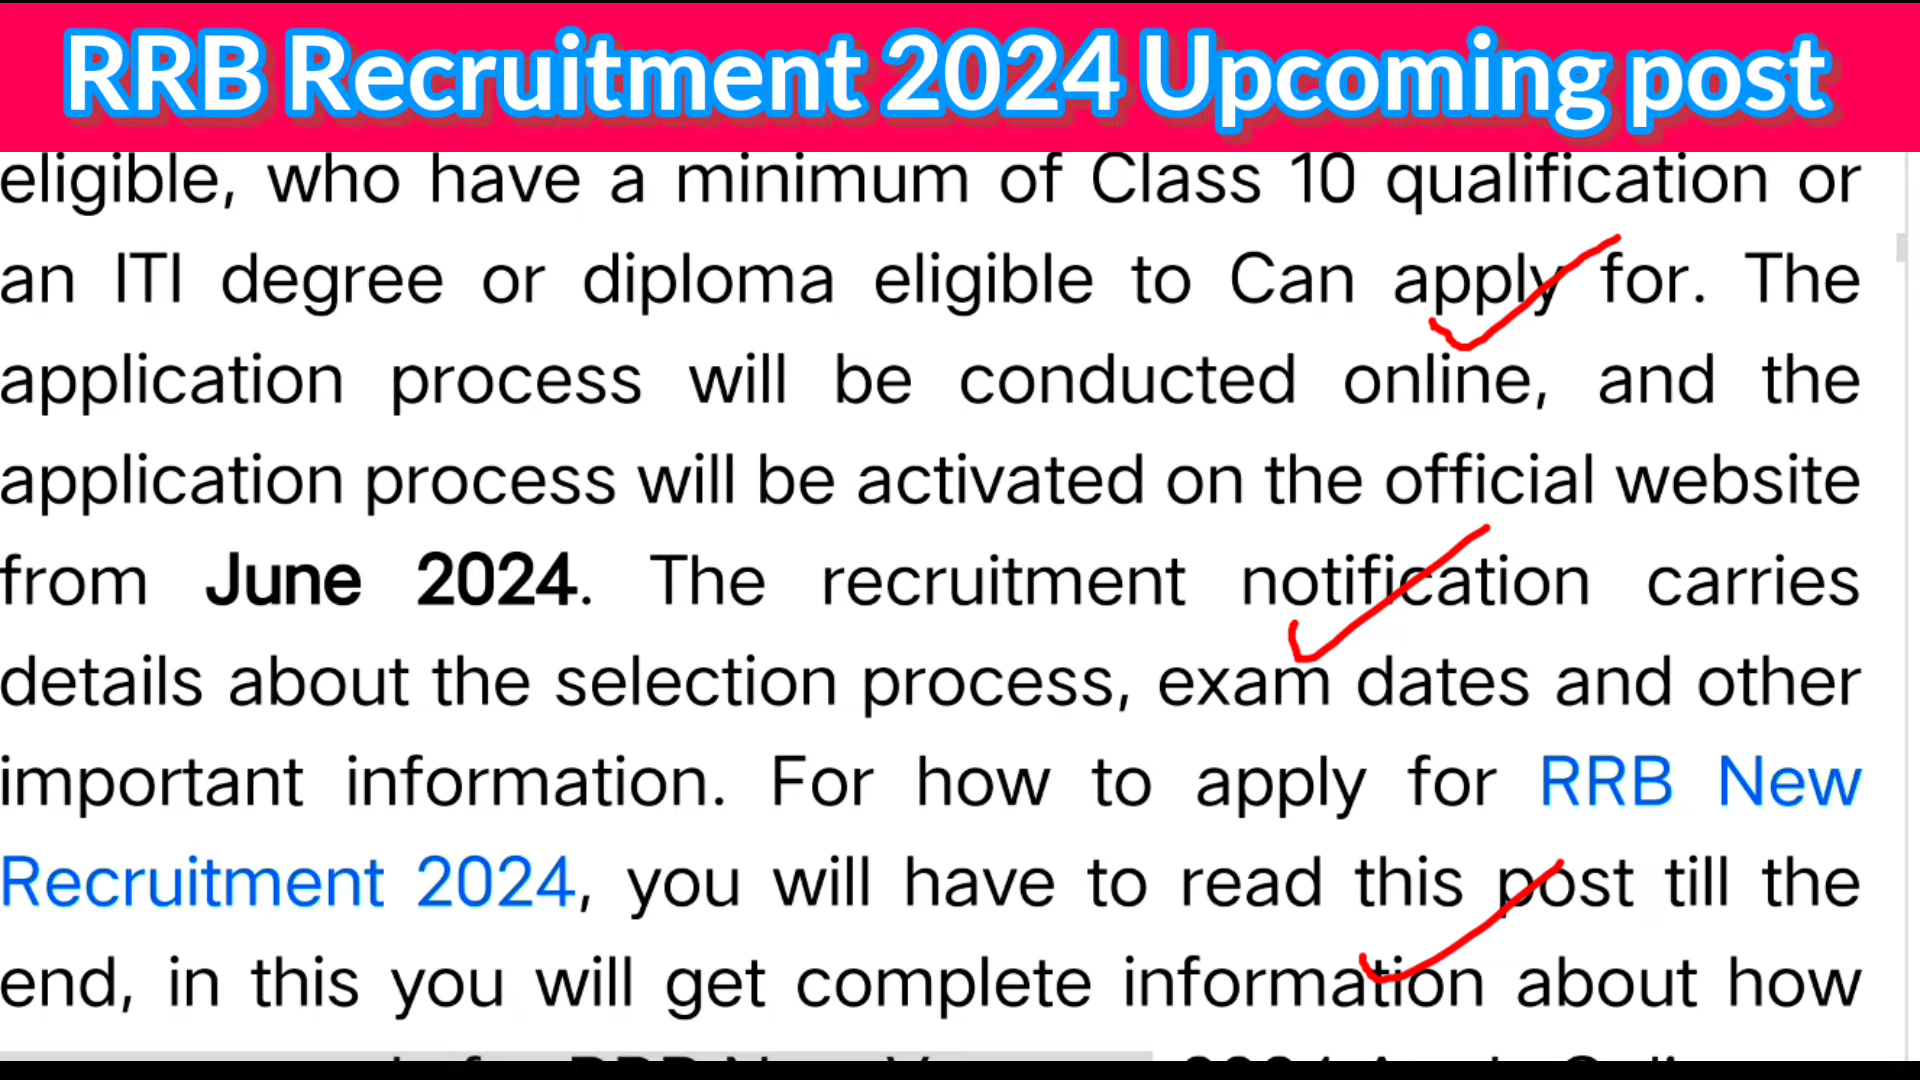 RRB Recruitment 2024 Upcoming post
eligible, who have a minimum of Class 10 qualification or
an ITI degree or diploma eligible to Can apply for. The
application process will be conducted online, and the
application process will be activated on the official website
from June 2024. The recruitment notification carries
details about the selection process, exam dates and other
important information. For how to apply for RRB New
Recruitment 2024, you will have to read this post till the
end, in this you will get complete information about how